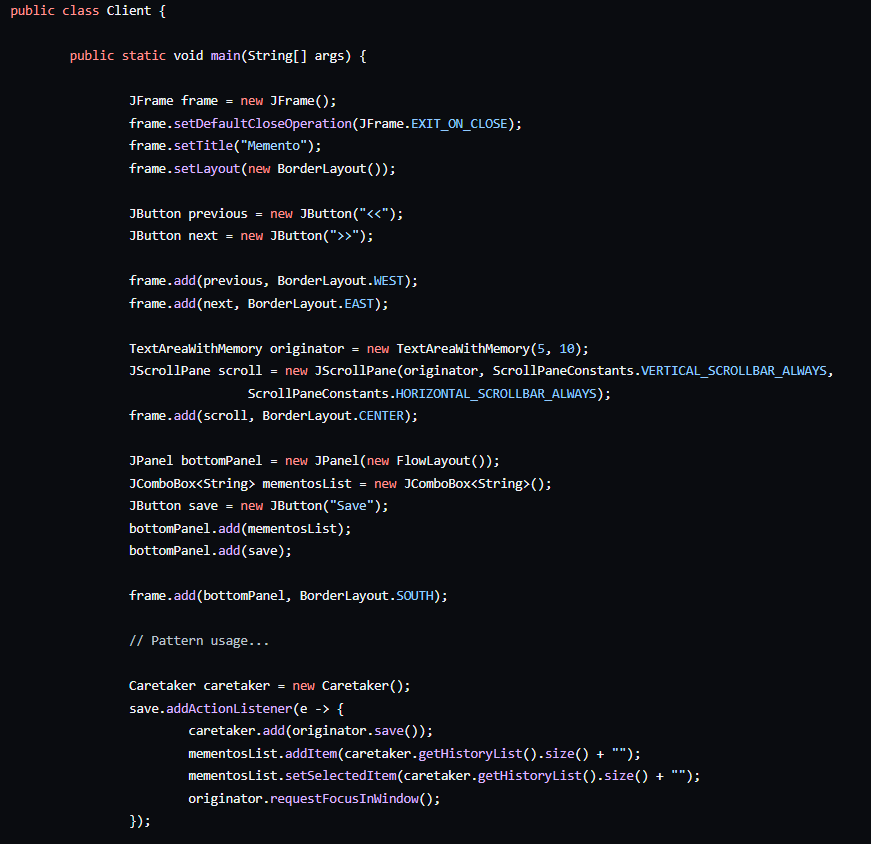 public class Client {
public static void main(String[] args) {
JFrame frame = new JFrame();
frame.setDefaultCloseOperation(JFrame.EXIT_ON_CLOSE);
frame.setTitle("Memento");
frame.setLayout(new BorderLayout());
JButton previous = new JButton("<<");
JButton next = new JButton(">>");
frame.add(previous, BorderLayout.WEST);
frame.add(next, BorderLayout.EAST);
TextAreaWithMemory originator = new TextAreaWithMemory(5, 10);
JScrollPane scroll = new JScrollPane(originator, ScrollPaneConstants.VERTICAL_SCROLLBAR_ALWAYS,
ScrollPaneConstants.HORIZONTAL_SCROLLBAR_ALWAYS);
frame.add(scroll, BorderLayout.CENTER);
JPanel bottomPanel = new JPanel(new FlowLayout());
JComboBox<String> mementosList = new JComboBox<String>();
JButton save = new JButton("Save");
bottomPanel.add(mementosList);
bottomPanel.add(save);
frame.add(bottomPanel, BorderLayout.SOUTH);
// Pattern usage...
Caretaker caretaker = new Caretaker();
save.addActionListener(e -> {
caretaker.add(originator.save());
mementosList.addItem(caretaker.getHistoryList().size() + "");
mementosList.setSelectedItem(caretaker.getHistoryList().size() + "");
originator.requestFocusInWindow();
});